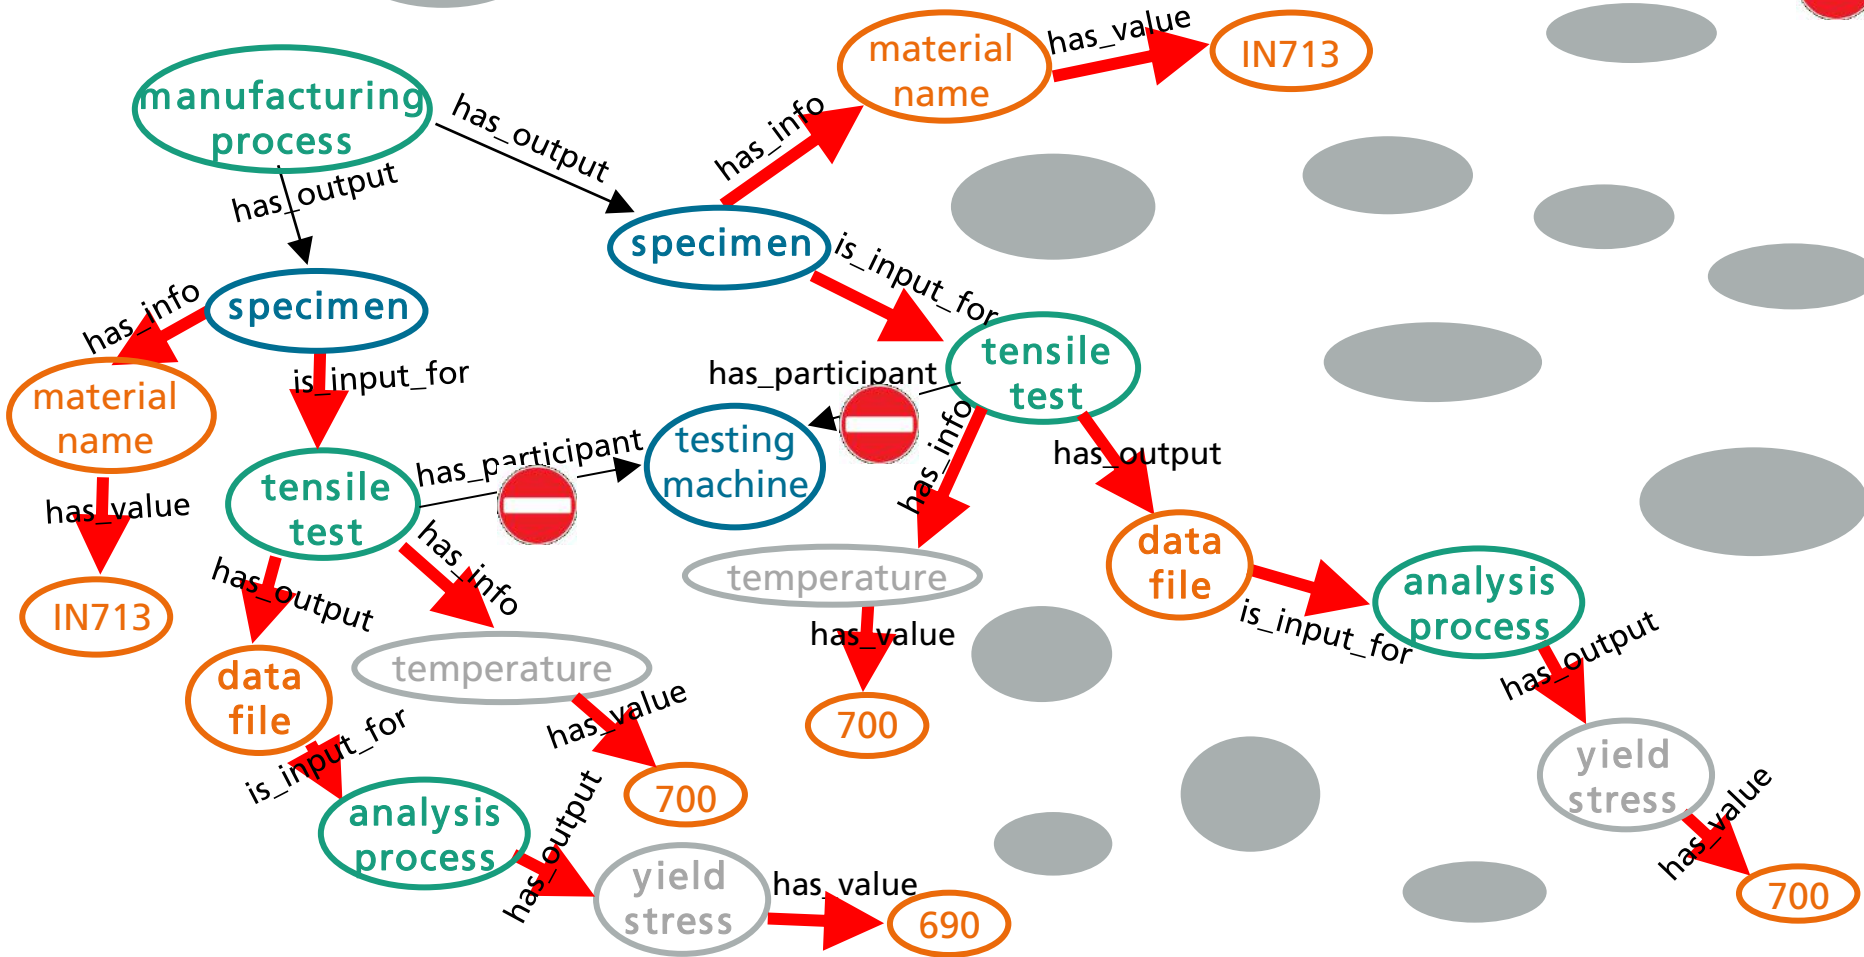 material
name
has_value
IN713
manufacturing
process
has_output
has_output
has_info
specimen
is_input_for
has_info
specimen
is_input_for
material
name
has_value
IN713
tensile
test
has_participant
testing
machine
has_participant
tensile
test
has_info
has_output
has_output
has_info
data
file
is_input_for
analysis
process
has_output
temperature
has_value
700
temperature
has_value
700
data
file
is_input_for
analysis
process
has_output
yield
stress
has_value
690
yield
stress
has_value
700